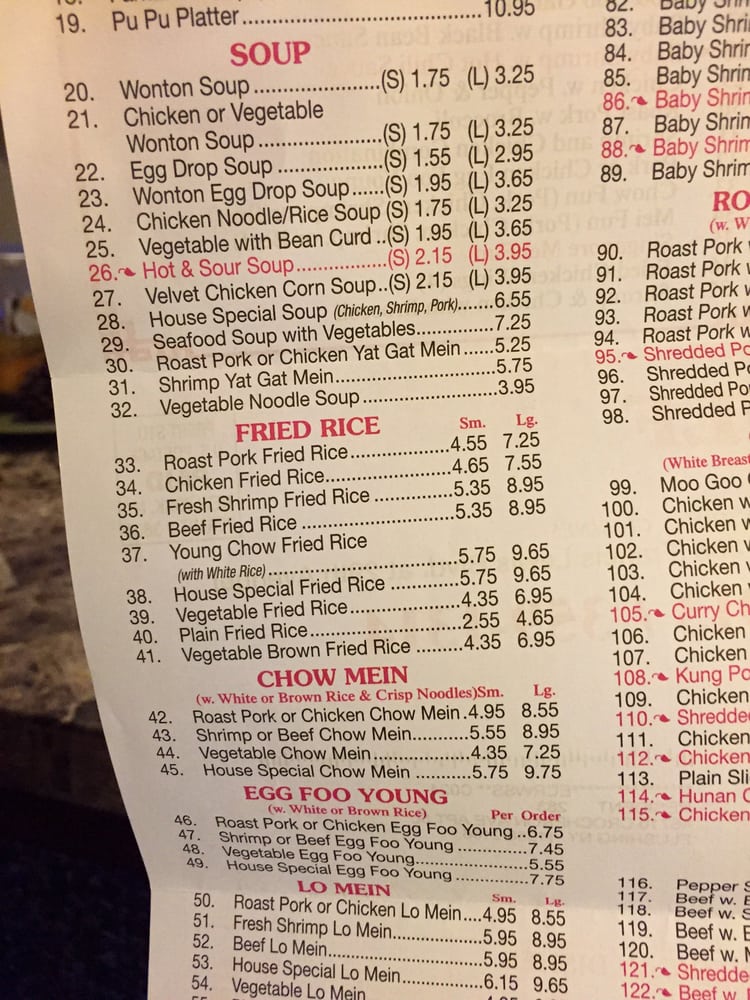 19. Pu Pu Platter 10.95
SOUP
20. Wonton Soup (S) 1.75 (L) 3.25
21. Chicken or Vegetable
Wonton Soup (S) 1.75 (L) 3.25
22. Egg Drop Soup (S) 1.55 (L) 2.95
23. Wonton Egg Drop Soup (S) 1.95 (L) 3.65
24. Chicken Noodle/Rice Soup (S) 1.75 (L) 3.25
25. Vegetable with Bean Curd (S) 1.95 (L) 3.65
26. Hot & Sour Soup (S) 2.15 (L) 3.95
27. Velvet Chicken Corn Soup (S) 2.15 (L) 3.95
28. House Special Soup (Chicken, Shrimp, Pork) 6.55
29. Seafood Soup with Vegetables 7.25
30. Roast Pork or Chicken Yat Gat Mein 5.25
31. Shrimp Yat Gat Mein 5.75
32. Vegetable Noodle Soup 3.95
FRIED RICE Sm. Lg.
33. Roast Pork Fried Rice 4.55 7.25
34. Chicken Fried Rice 4.65 7.55
35. Fresh Shrimp Fried Rice 5.35 8.95
36. Beef Fried Rice 5.35 8.95
37. Young Chow Fried Rice
(with White Rice) 5.75 9.65
38. House Special Fried Rice 5.75 9.65
39. Vegetable Fried Rice 4.35 6.95
40. Plain Fried Rice 2.55 4.65
41. Vegetable Brown Fried Rice 4.35 6.95
CHOW MEIN
(w. White or Brown Rice & Crisp Noodles) Sm. Lg.
42. Roast Pork or Chicken Chow Mein 4.95 8.55
43. Shrimp or Beef Chow Mein 5.55 8.95
44. Vegetable Chow Mein 4.35 7.25
45. House Special Chow Mein 5.75 9.75
EGG FOO YOUNG
(w. White or Brown Rice) Per Order
46. Roast Pork or Chicken Egg Foo Young 6.75
47. Shrimp or Beef Egg Foo Young 7.45
48. Vegetable Egg Foo Young 5.55
49. House Special Egg Foo Young 7.75
LO MEIN Sm. Lg.
50. Roast Pork or Chicken Lo Mein 4.95 8.55
51. Fresh Shrimp Lo Mein 5.95 8.95
52. Beef Lo Mein 5.95 8.95
53. House Special Lo Mein 6.15 9.65
54. Vegetable Lo Mein
82. Baby
83. Baby Shri
84. Baby Shri
85. Baby Shri
86. Baby Shrin
87. Baby Shrim
88. Baby Shrim
89. Baby Shrim
RO
(w. W
90. Roast Pork
91. Roast Pork
92. Roast Pork w
93. Roast Pork w
94. Roast Pork w
95. Shredded Po
96. Shredded Po
97. Shredded Po
98. Shredded P
(White Breast
99. Moo Goo
100. Chicken w
101. Chicken w
102. Chicken
103. Chicken
104. Chicken
105. Curry Ch
106. Chicken
107. Chicken
108. Kung Po
109. Chicken
110. Shredded
111. Chicken
112. Chicken
113. Plain Sli
114. Hunan
115. Chicken
116. Pepper S
117. Beef w.
118. Beef w. S
119. Beef w.
120. Beef w.
121. Shredde
122. Beef w.